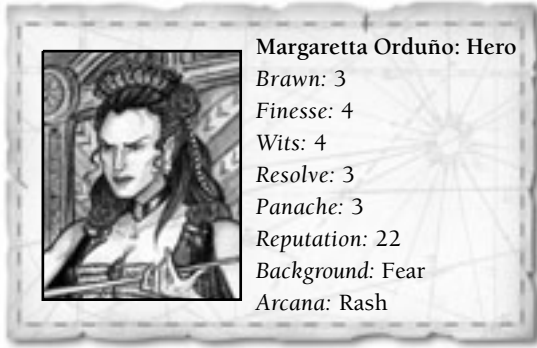 Margaretta Orduño: Hero
Brawn: 3
Finesse: 4
Wits: 4
Resolve: 3
Panache: 3
Reputation: 22
Background: Fear
Arcana: Rash